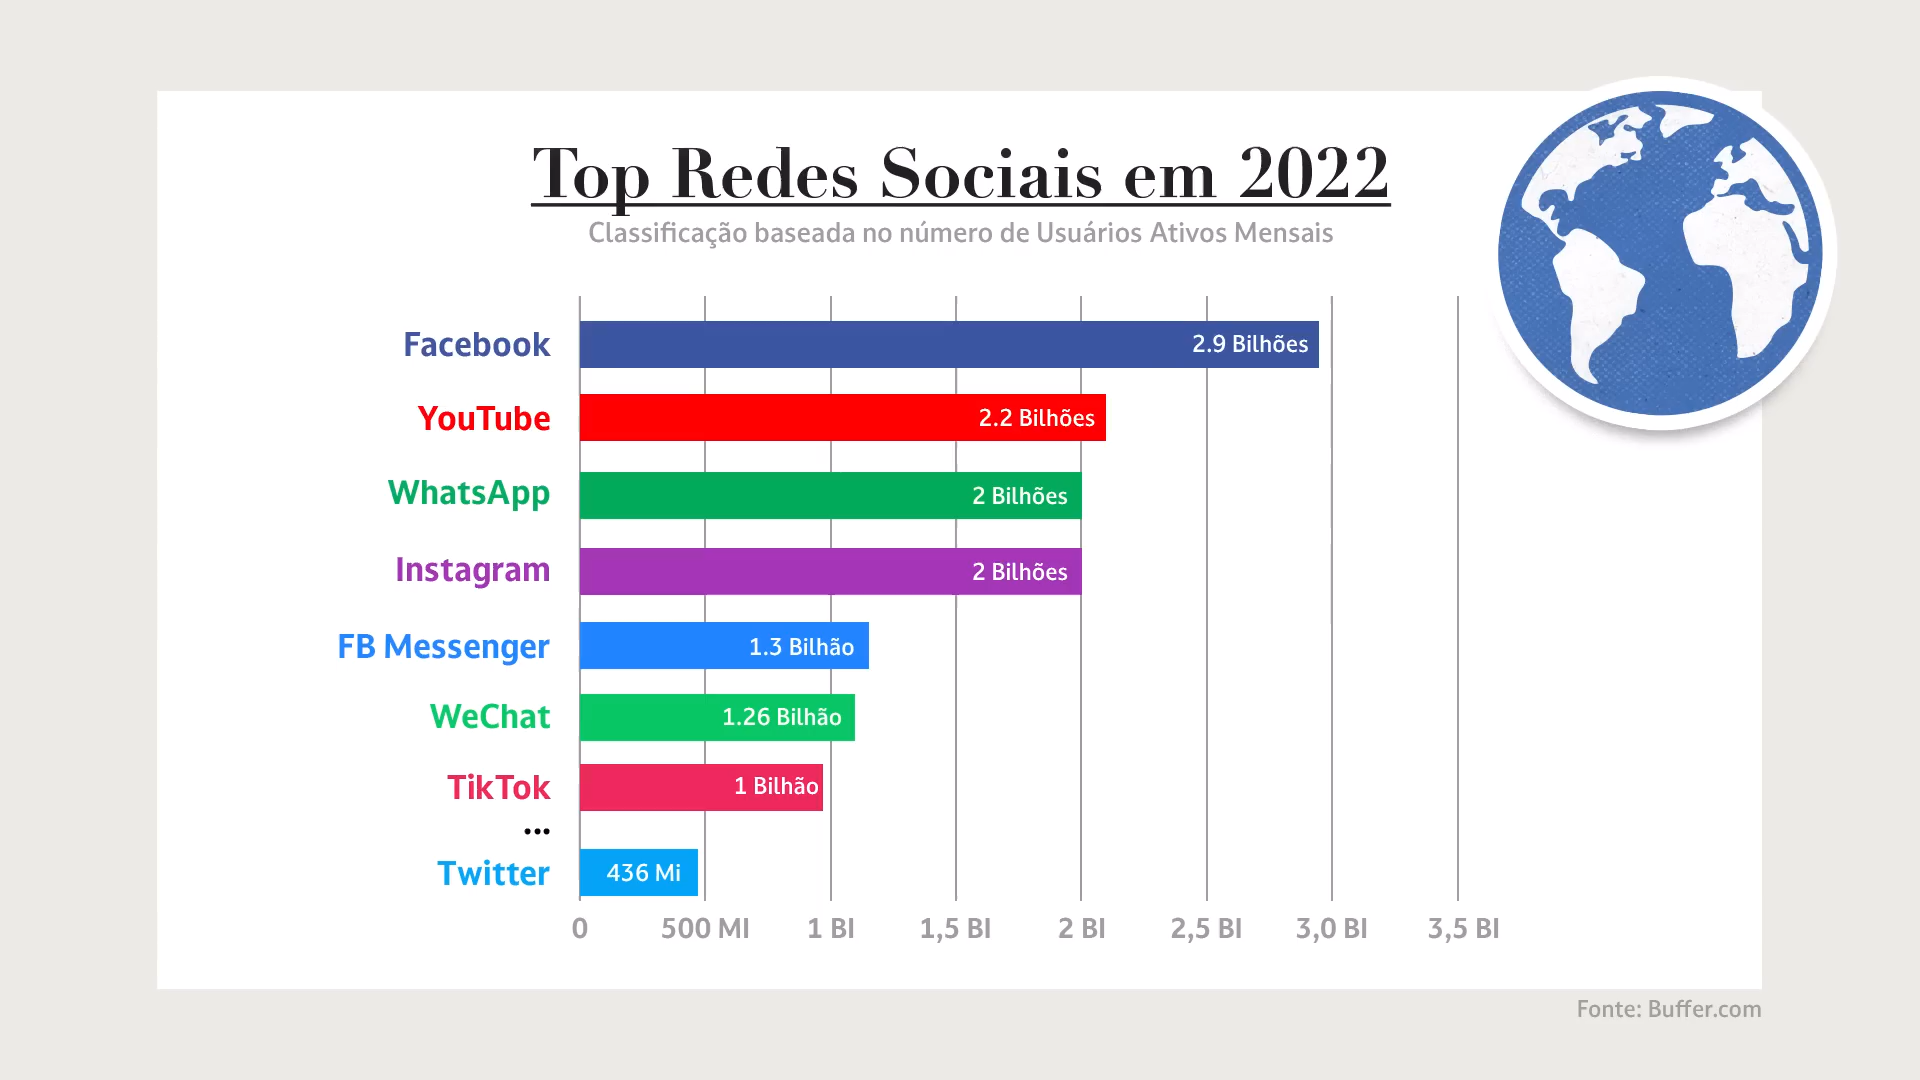 Top Redes Sociais em 2022
Classificação baseada no número de Usuários Ativos Mensais
Facebook 2.9 Bilhões
YouTube 2.2 Bilhões
WhatsApp 2 Bilhões
Instagram 2 Bilhões
FB Messenger 1.3 Bilhão
WeChat 1.26 Bilhão
TikTok 1 Bilhão
...
Twitter 436 Mi
0 500 MI 1 BI 1,5 BI 2 BI 2,5 BI 3,0 BI 3,5 BI
Fonte: Buffer.com